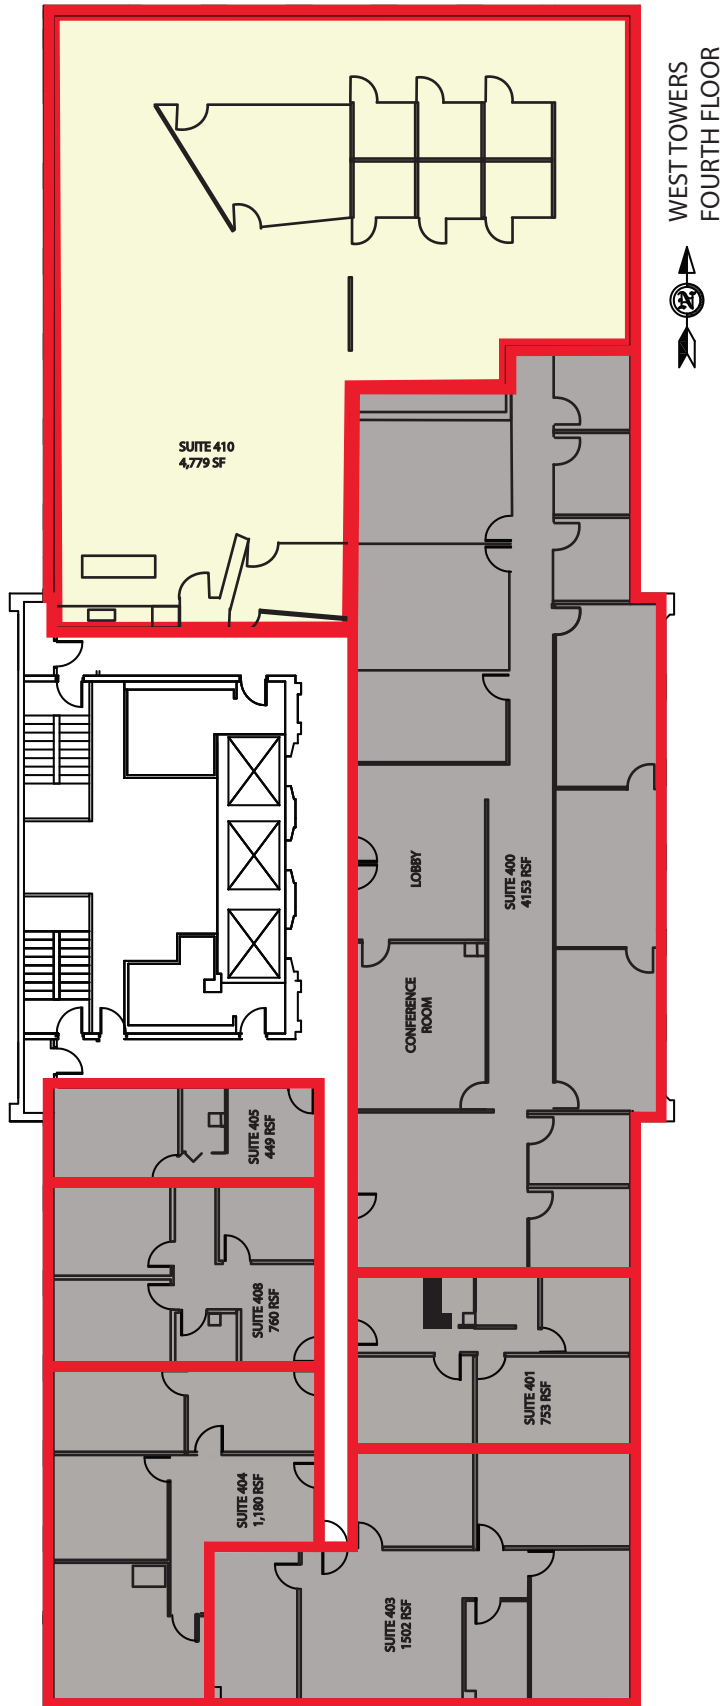 WEST TOWERS
FOURTH FLOOR
N
SUITE 410
4,779 SF
LOBBY
SUITE 400
4153 RSF
CONFERENCE
ROOM
SUITE 405
449 RSF
SUITE 408
760 RSF
SUITE 401
753 RSF
SUITE 404
1,180 RSF
SUITE 403
1502 RSF